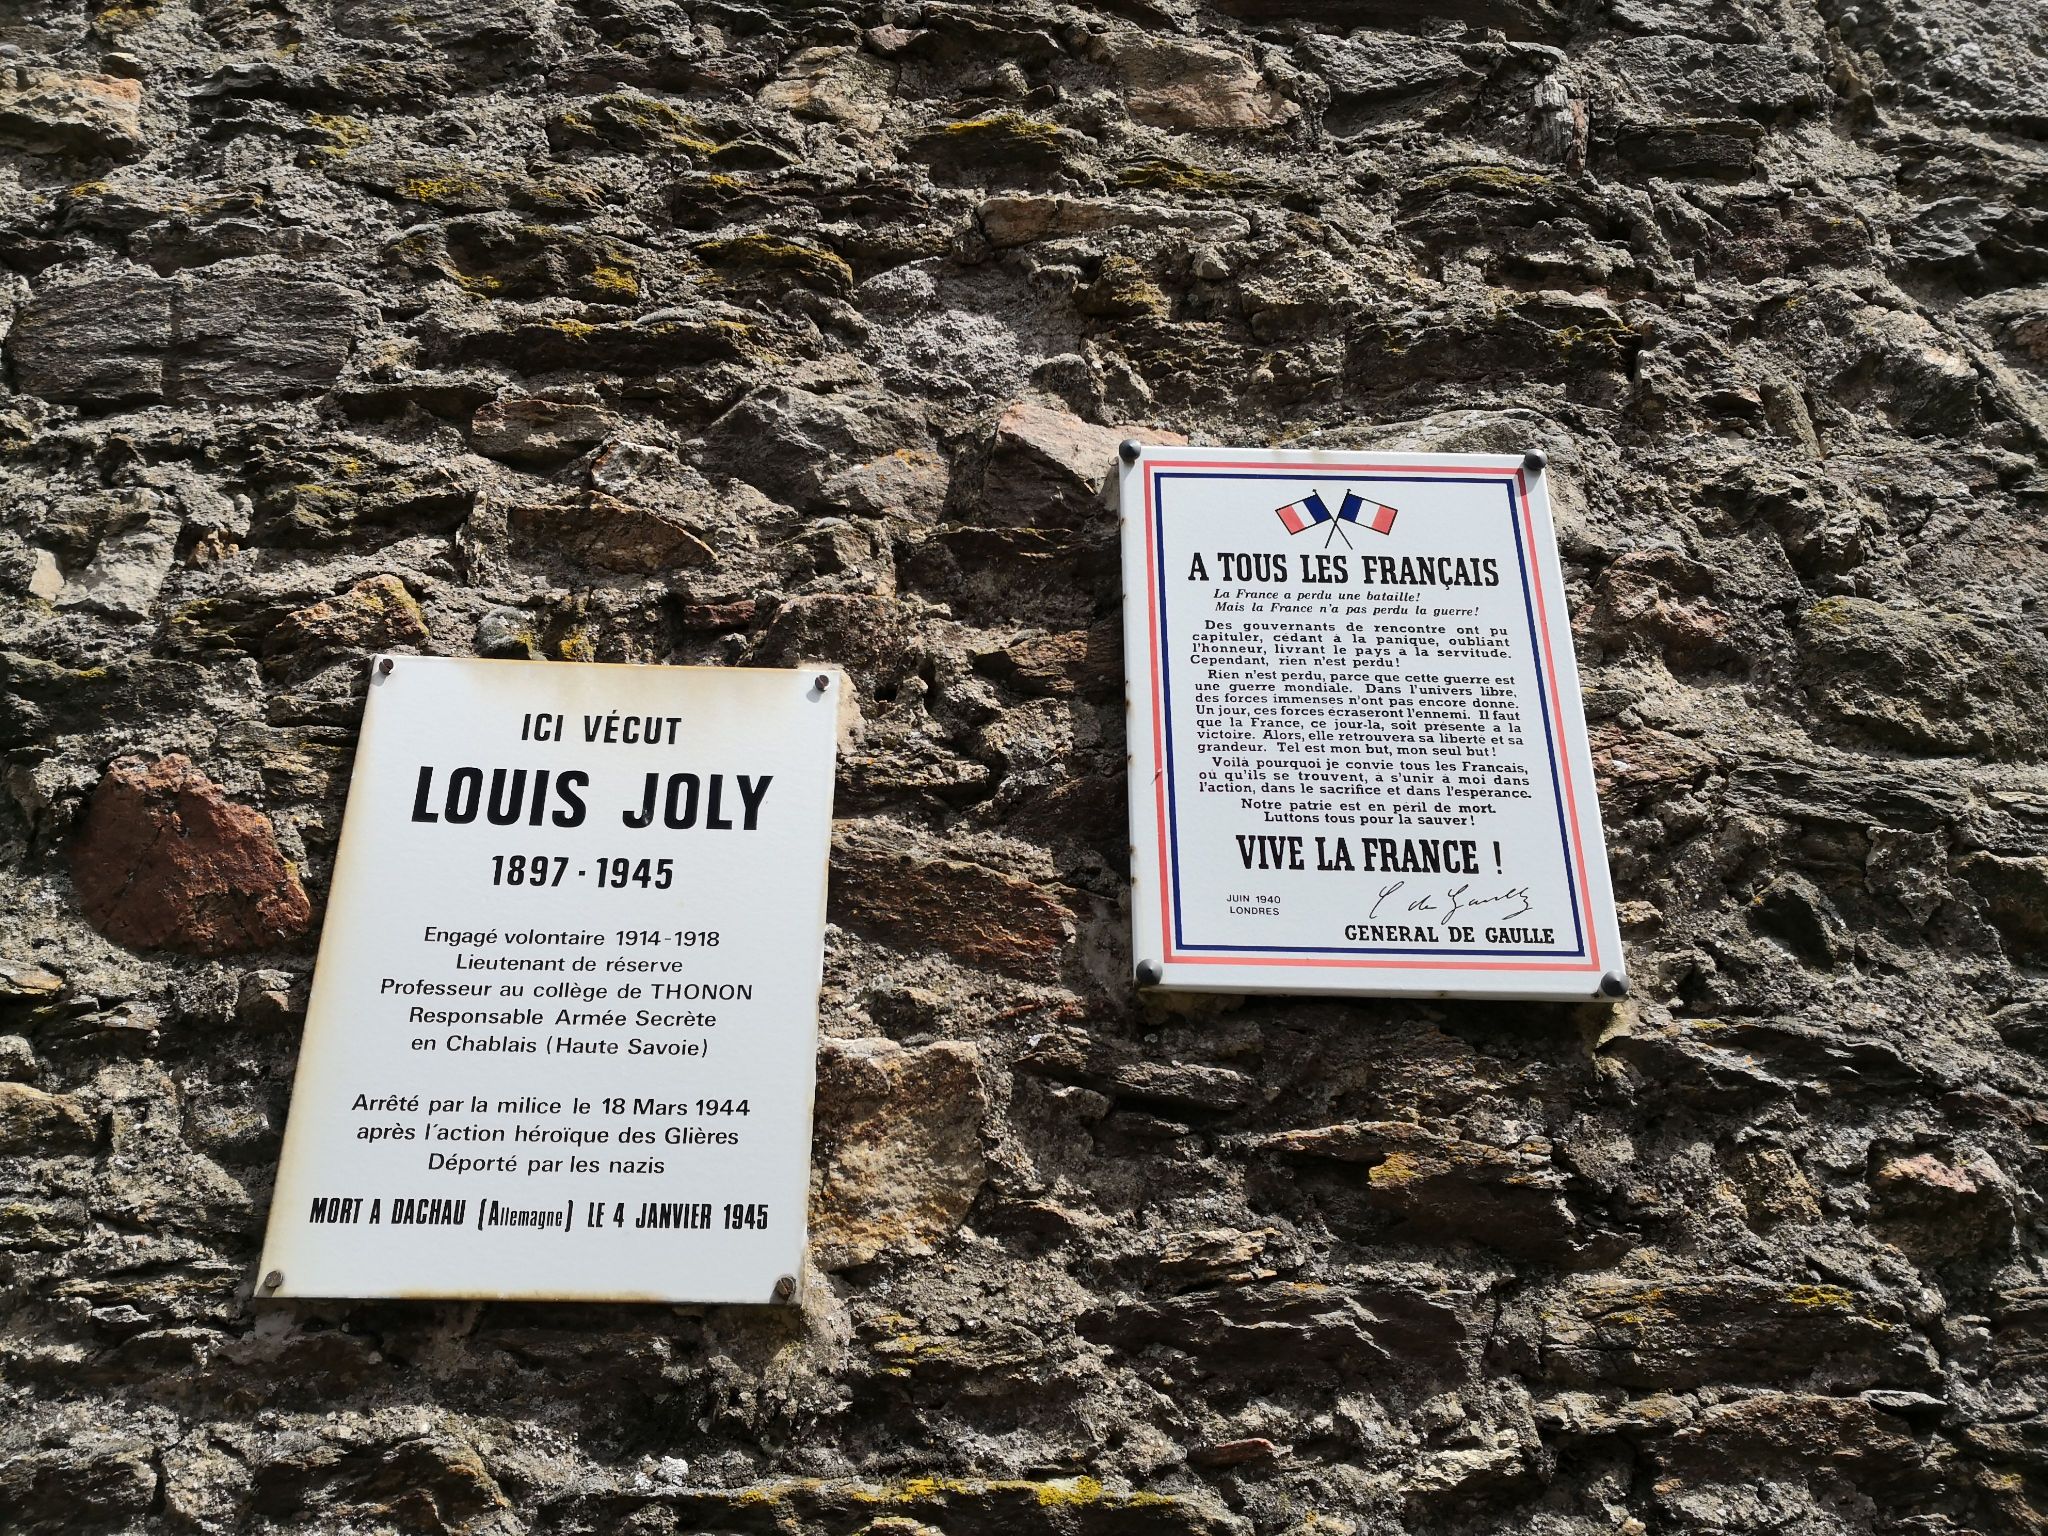 ICI VÉCUT
LOUIS JOLY
1897 - 1945
Engagé volontaire 1914-1918
Lieutenant de réserve
Professeur au collège de THONON
Responsable Armée Secrète
en Chablais (Haute Savoie)
Arrêté par la milice le 18 Mars 1944
après l'action héroïque des Glières
Déporté par les nazis
MORT A DACHAU (Allemagne) LE 4 JANVIER 1945
A TOUS LES FRANÇAIS
La France a perdu une bataille!
Mais la France n'a pas perdu la guerre!
Des gouvernants de rencontre ont pu
capituler, cédant à la panique, oubliant
l'honneur, livrant le pays à la servitude.
Cependant, rien n'est perdu!
Rien n'est perdu, parce que cette guerre est
une guerre mondiale. Dans l'univers libre,
des forces immenses n'ont pas encore donné.
Un jour, ces forces écraseront l'ennemi. Il faut
que la France, ce jour-la, soit présente a la
victoire. Alors, elle retrouvera sa liberté et sa
grandeur. Tel est mon but, mon seul but!
Voilà pourquoi je convie tous les Francais,
ou qu'ils se trouvent, à s'unir à moi dans
l'action, dans le sacrifice et dans l'espérance.
Notre patrie est en péril de mort.
Luttons tous pour la sauver!
VIVE LA FRANCE !
JUIN 1940
LONDRES
C de Gaulle
GENERAL DE GAULLE